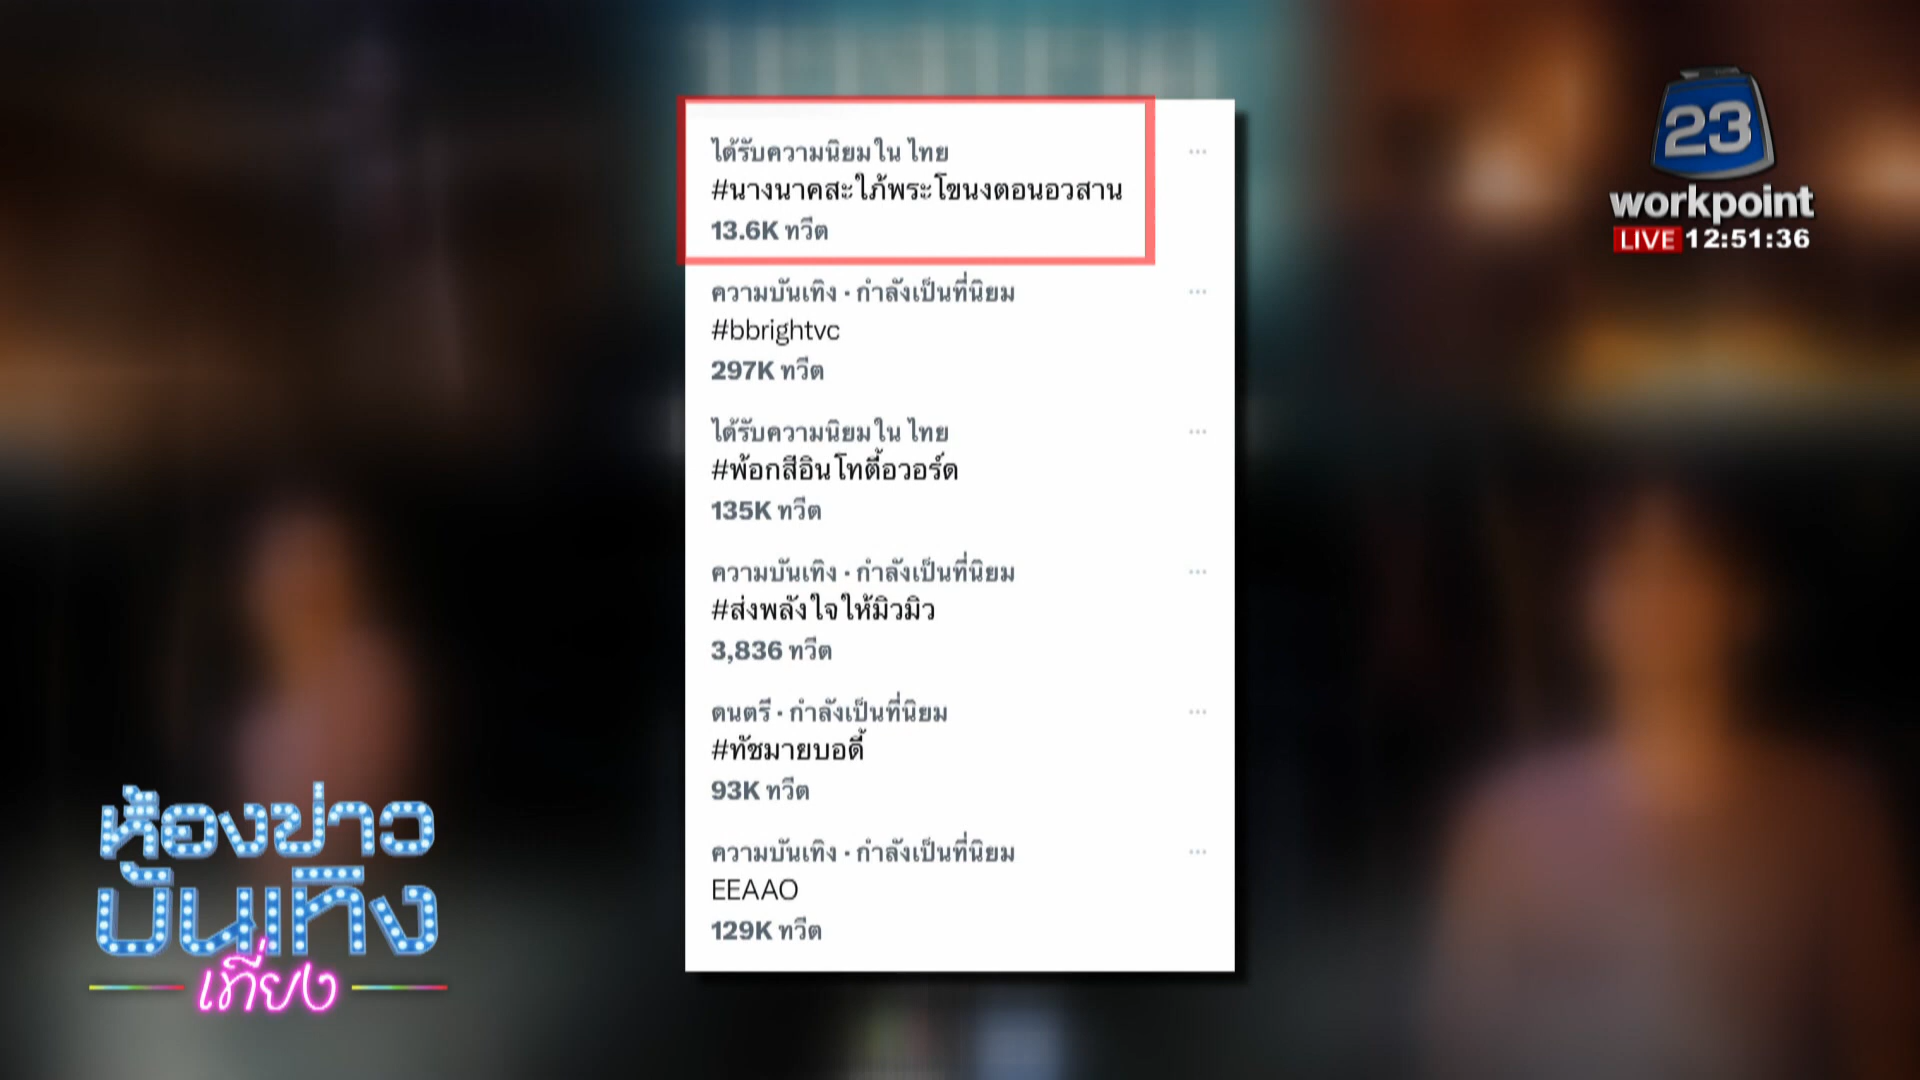 ได้รับความนิยมใน ไทย
#นางนาคสะใภ้พระโขนงตอนอวสาน
13.6K ทวีต
ความบันเทิง · กำลังเป็นที่นิยม
#bbrightvc
297K ทวีต
ได้รับความนิยมใน ไทย
#พ้อกสีอินโทตี้อวอร์ด
135K ทวีต
ความบันเทิง · กำลังเป็นที่นิยม
#ส่งพลังใจให้มิวมิว
3,836 ทวีต
ดนตรี · กำลังเป็นที่นิยม
#ทัชมายบอดี้
93K ทวีต
ความบันเทิง · กำลังเป็นที่นิยม
EEAAO
129K ทวีต
23
workpoint
LIVE 12:51:36
ห้องข่าว
บันเทิง
เที่ยง